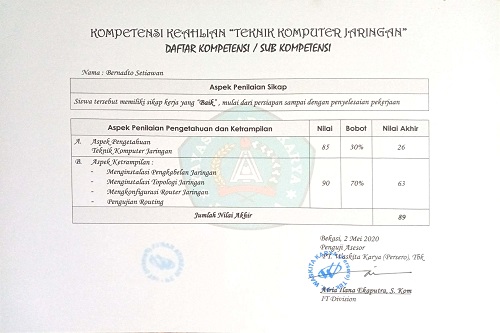 KOMPETENSI KEAHLIAN "TEKNIK KOMPUTER JARINGAN"
DAFTAR KOMPETENSI / SUB KOMPETENSI
Nama : Bernadto Setiawan
Aspek Penilaian Sikap
Siswa tersebut memiliki sikap kerja yang "Baik" , mulai dari persiapan sampai dengan penyelesaian pekerjaan
Aspek Penilaian Pengetahuan dan Ketrampilan Nilai Bobot Nilai Akhir
A. Aspek Pengetahuan
Teknik Komputer Jaringan 85 30% 26
B. Aspek Ketrampilan :
- Menginstalasi Pengkabelan Jaringan
- Menginstalasi Topologi Jaringan
- Mengkonfigurasi Router Jaringan
- Pengujian Routing
90 70% 63
Jumlah Nilai Akhir 89
Bekasi, 2 Mei 2020
Penguji Asesor
PT. Waskita Karya (Persero), Tbk
WASKITA KARYA
Atria Ilana Ekaputra, S. Kom
IT Division